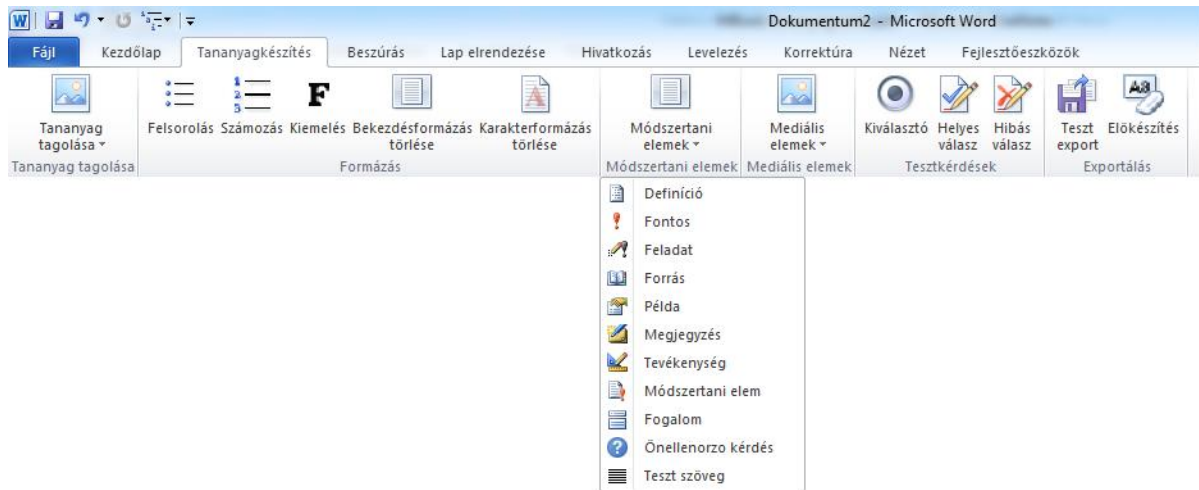 Dokumentum2 - Microsoft Word
Fájl Kezdőlap Tananyagkészítés Beszúrás Lap elrendezése Hivatkozás Levelezés Korrektúra Nézet Fejlesztőeszközök
Tananyag tagolása Felsorolás Számozás Kiemelés Bekezdésformázás törlése Karakterformázás törlése Módszertani elemek Mediális elemek Kiválasztó Helyes válasz Hibás válasz Teszt export Előkészítés
Tananyag tagolása Formázás Módszertani elemek Mediális elemek Tesztkérdések Exportálás
Definíció
Fontos
Feladat
Forrás
Példa
Megjegyzés
Tevékenység
Módszertani elem
Fogalom
Önellenorzo kérdés
Teszt szöveg